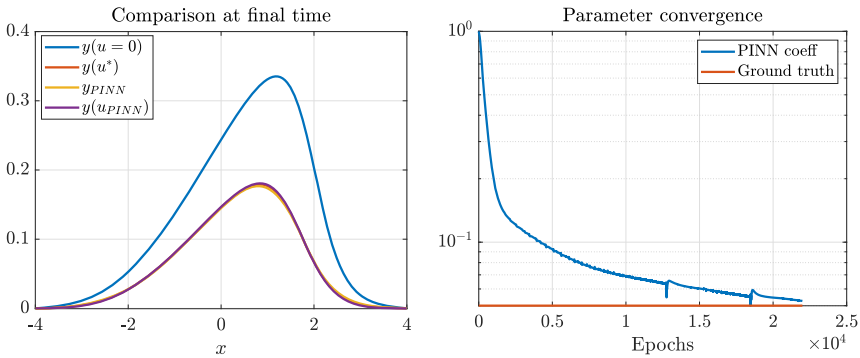 Comparison at final time
0.4
0.3
0.2
0.1
0
-4
-2
0
2
4
x
y(u = 0)
y(u*)
y_PINN
y(u_PINN)
Parameter convergence
10^0
10^-1
0
0.5
1
1.5
2
2.5
×10^4
Epochs
PINN coeff
Ground truth